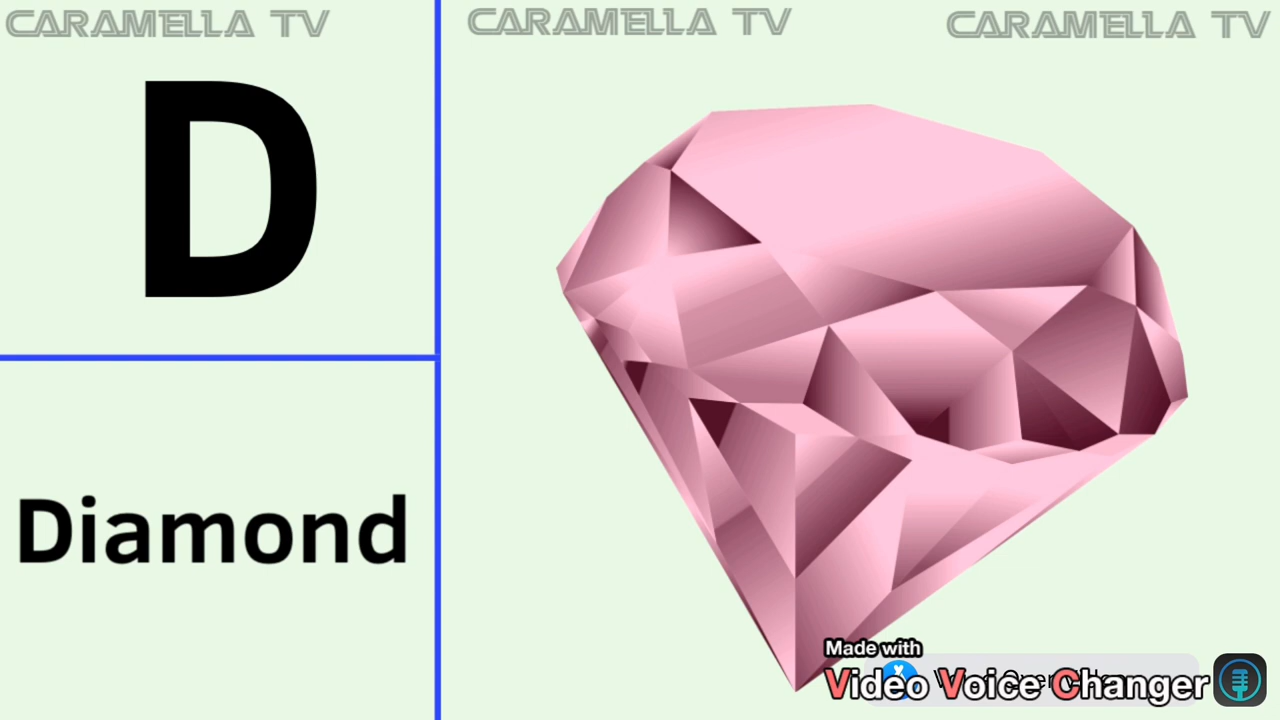 CARAMELLA TV
CARAMELLA TV
CARAMELLA TV
D
Diamond
Made with
Video Voice Changer